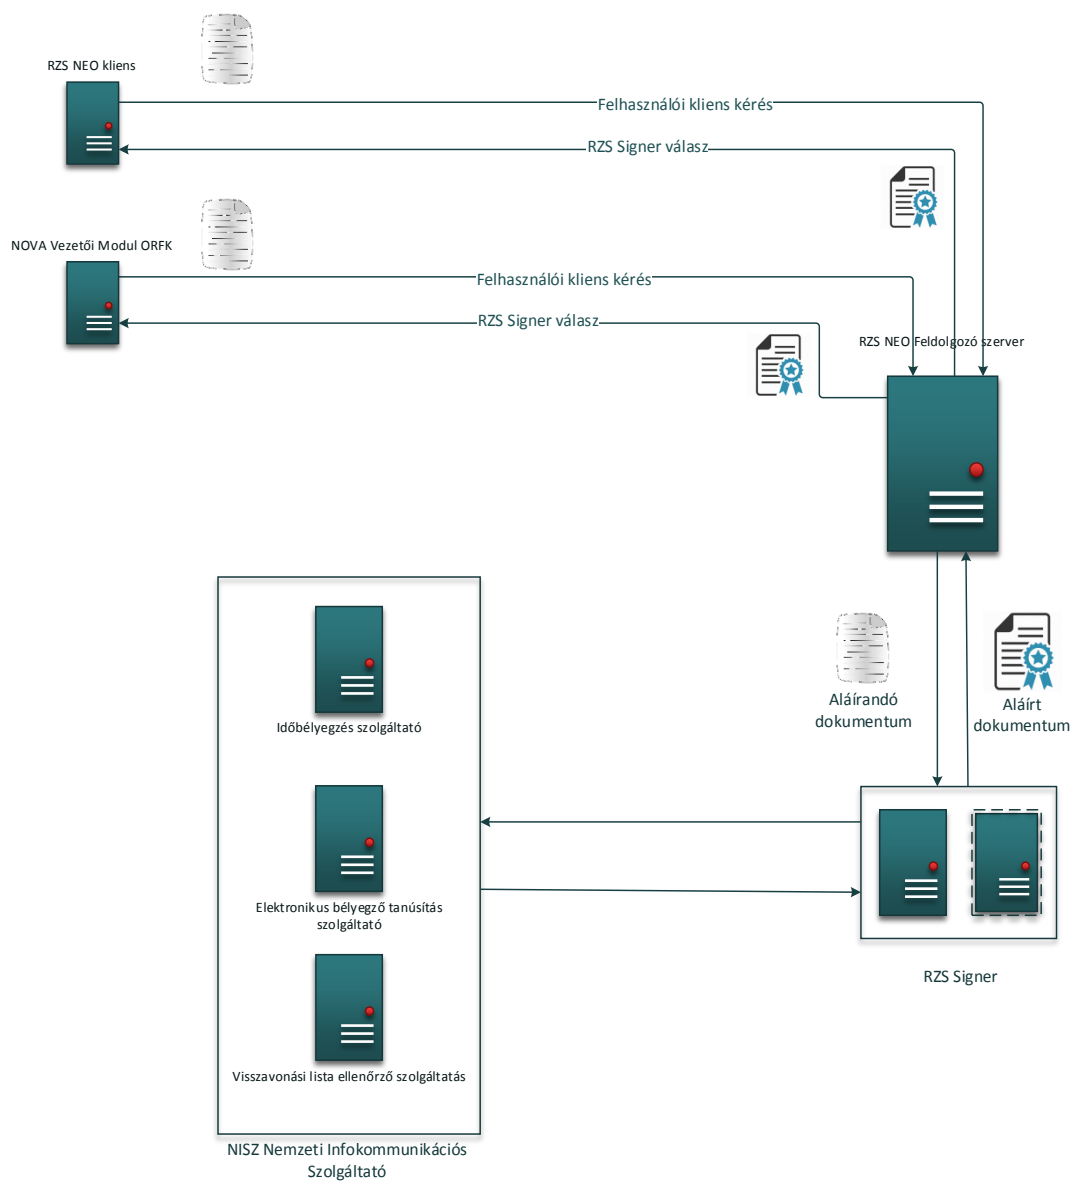 RZS NEO kliens
Felhasználói kliens kérés
RZS Signer válasz
NOVA Vezetői Modul ORFK
Felhasználói kliens kérés
RZS Signer válasz
RZS NEO Feldolgozó szerver
Aláírandó
dokumentum
Aláírt
dokumentum
Időbélyegzés szolgáltató
Elektronikus bélyegző tanúsítás
szolgáltató
RZS Signer
Visszavonási lista ellenőrző szolgáltatás
NISZ Nemzeti Infokommunikációs
Szolgáltató